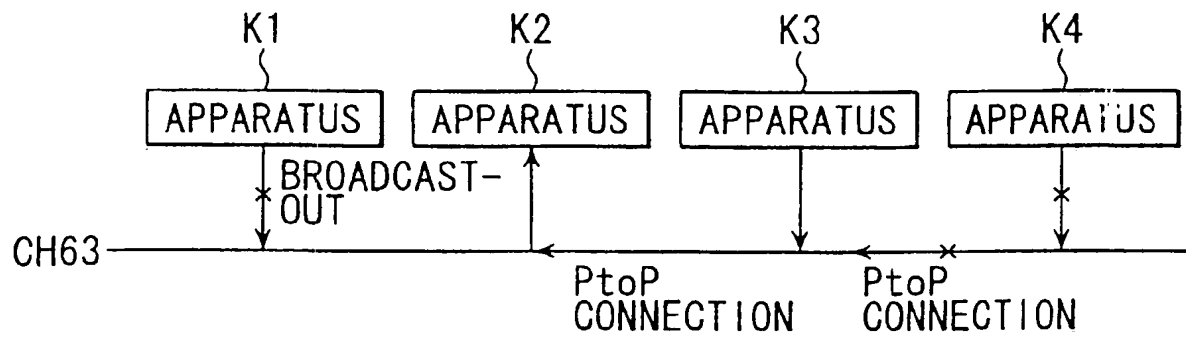 K1 K2 K3 K4
APPARATUS APPARATUS APPARATUS APPARATUS
BROADCAST-
OUT
CH63
PtoP PtoP
CONNECTION CONNECTION